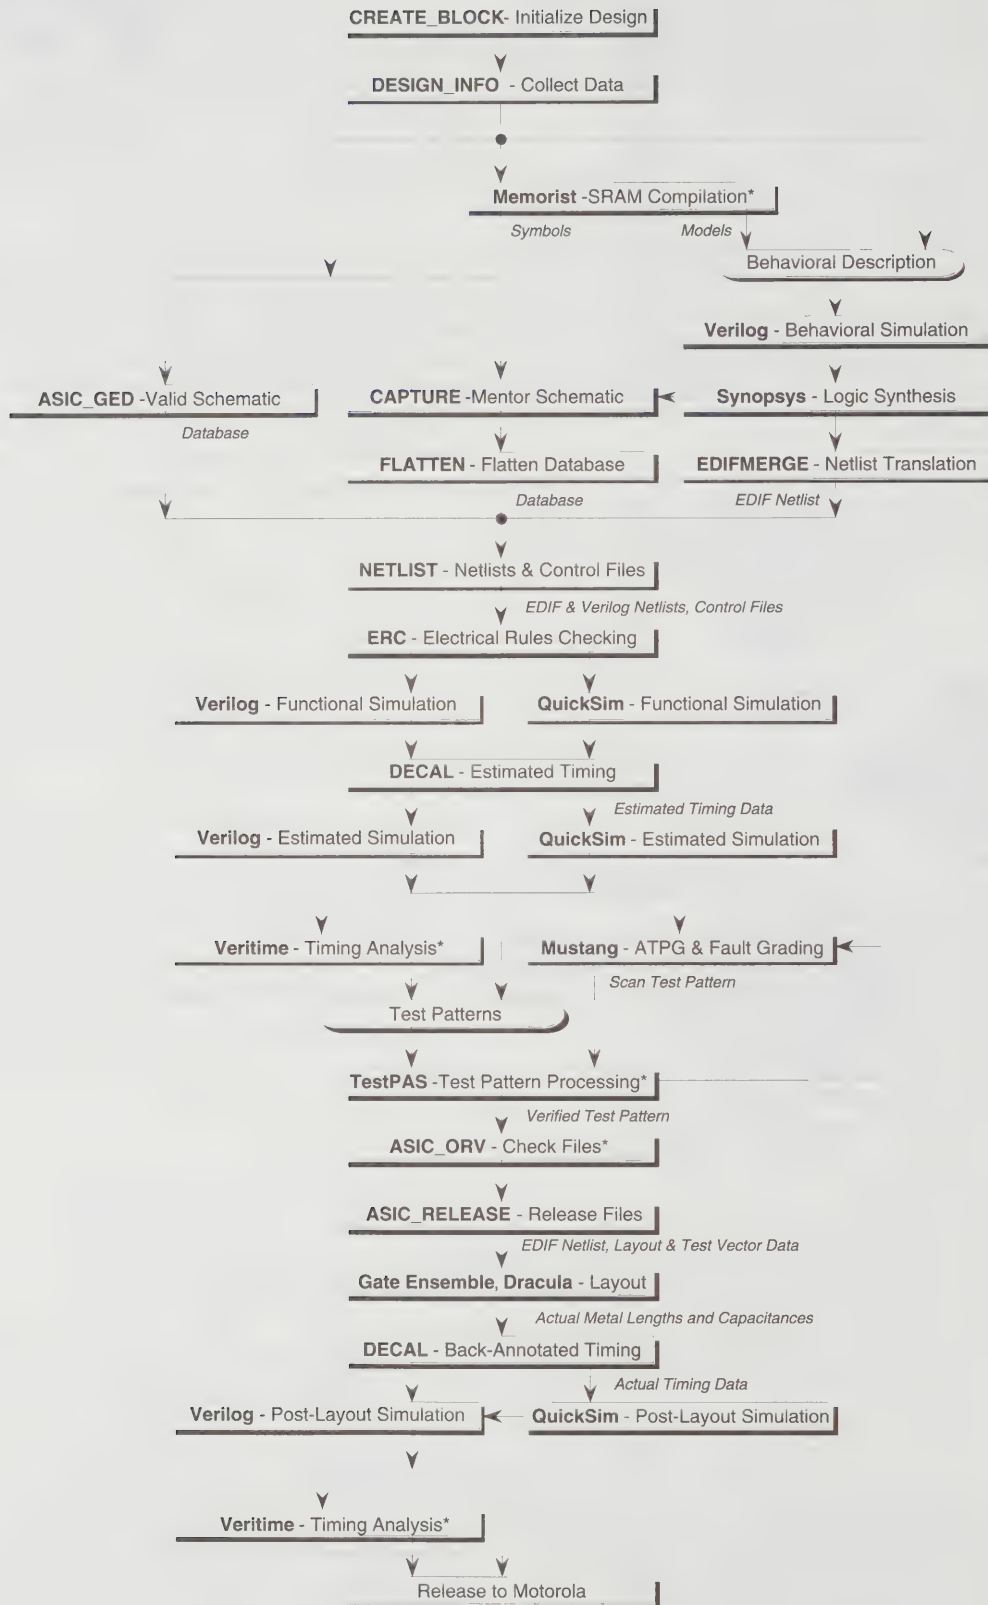 CREATE_BLOCK- Initialize Design
DESIGN_INFO - Collect Data
Memorist -SRAM Compilation*
Symbols Models
Behavioral Description
Verilog - Behavioral Simulation
ASIC_GED -Valid Schematic
CAPTURE -Mentor Schematic
Synopsys - Logic Synthesis
Database
FLATTEN - Flatten Database
EDIFMERGE - Netlist Translation
Database
EDIF Netlist
NETLIST - Netlists & Control Files
EDIF & Verilog Netlists, Control Files
ERC - Electrical Rules Checking
Verilog - Functional Simulation
QuickSim - Functional Simulation
DECAL - Estimated Timing
Estimated Timing Data
Verilog - Estimated Simulation
QuickSim - Estimated Simulation
Veritime - Timing Analysis*
Mustang - ATPG & Fault Grading
Scan Test Pattern
Test Patterns
TestPAS -Test Pattern Processing*
Verified Test Pattern
ASIC_ORV - Check Files*
ASIC_RELEASE - Release Files
EDIF Netlist, Layout & Test Vector Data
Gate Ensemble, Dracula - Layout
Actual Metal Lengths and Capacitances
DECAL - Back-Annotated Timing
Actual Timing Data
Verilog - Post-Layout Simulation
QuickSim - Post-Layout Simulation
Veritime - Timing Analysis*
Release to Motorola